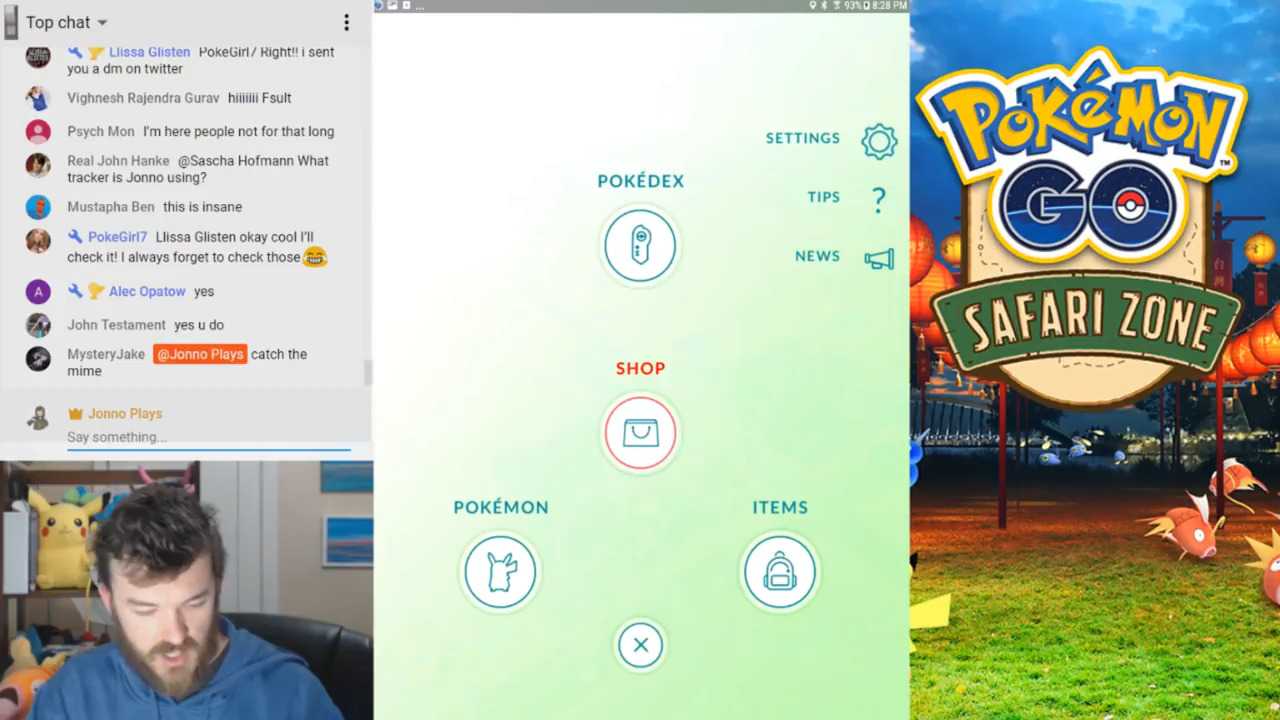 Top chat
Llissa Glisten PokeGirl7 Right!! i sent
you a dm on twitter
Vighnesh Rajendra Gurav hiiiiiii Fsult
Psych Mon I'm here people not for that long
Real John Hanke @Sascha Hofmann What
tracker is Jonno using?
Mustapha Ben this is insane
PokeGirl7 Llissa Glisten okay cool I'll
check it! I always forget to check those
A
Alec Opatow yes
John Testament yes u do
MysteryJake @Jonno Plays catch the
mime
Jonno Plays
Say something...
...
93% 8:28 PM
SETTINGS
POKÉDEX
TIPS
?
NEWS
SHOP
POKÉMON
ITEMS
POKÉMON
GO
TM
SAFARI ZONE